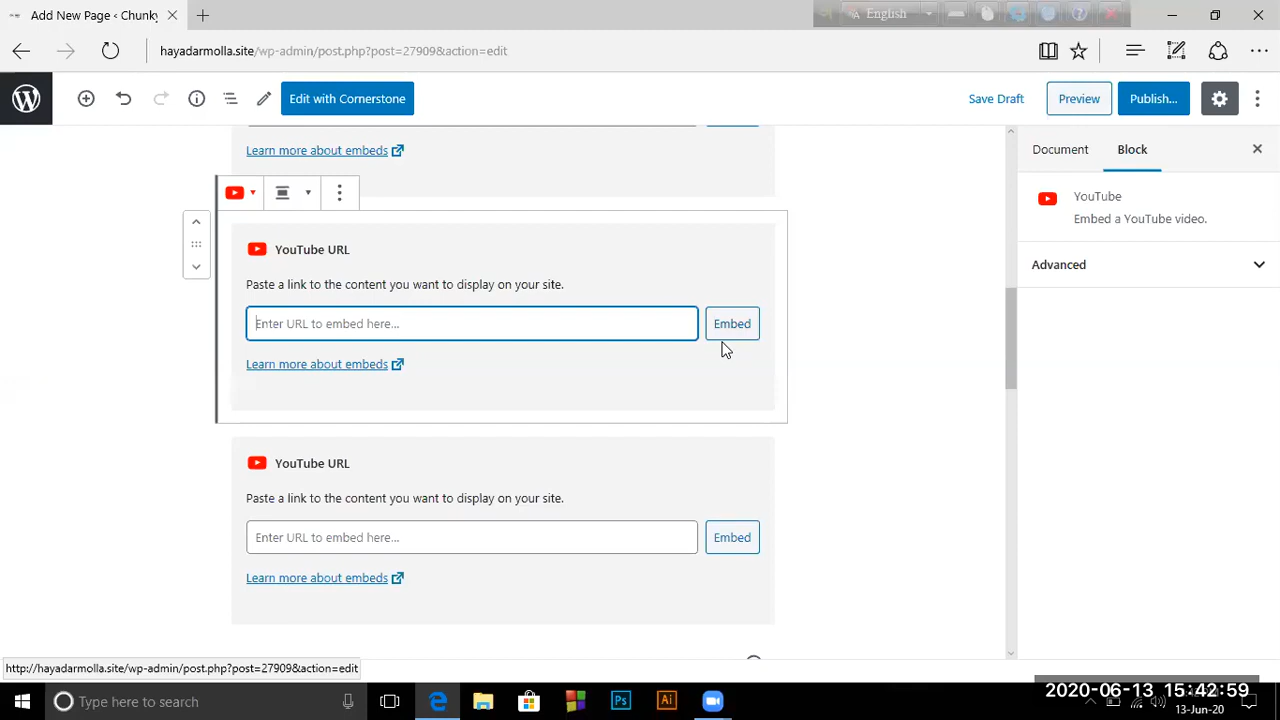 Add New Page ‹ Chunky
English
hayadarmolla.site/wp-admin/post.php?post=27909&action=edit
Edit with Cornerstone
Save Draft
Preview
Publish...
Learn more about embeds
Document
Block
YouTube
Embed a YouTube video.
Advanced
YouTube URL
Paste a link to the content you want to display on your site.
Enter URL to embed here...
Embed
Learn more about embeds
YouTube URL
Paste a link to the content you want to display on your site.
Enter URL to embed here...
Embed
Learn more about embeds
http://hayadarmolla.site/wp-admin/post.php?post=27909&action=edit
Type here to search
Ps
Ai
2020-06-13 15:42:59
13-Jun-20